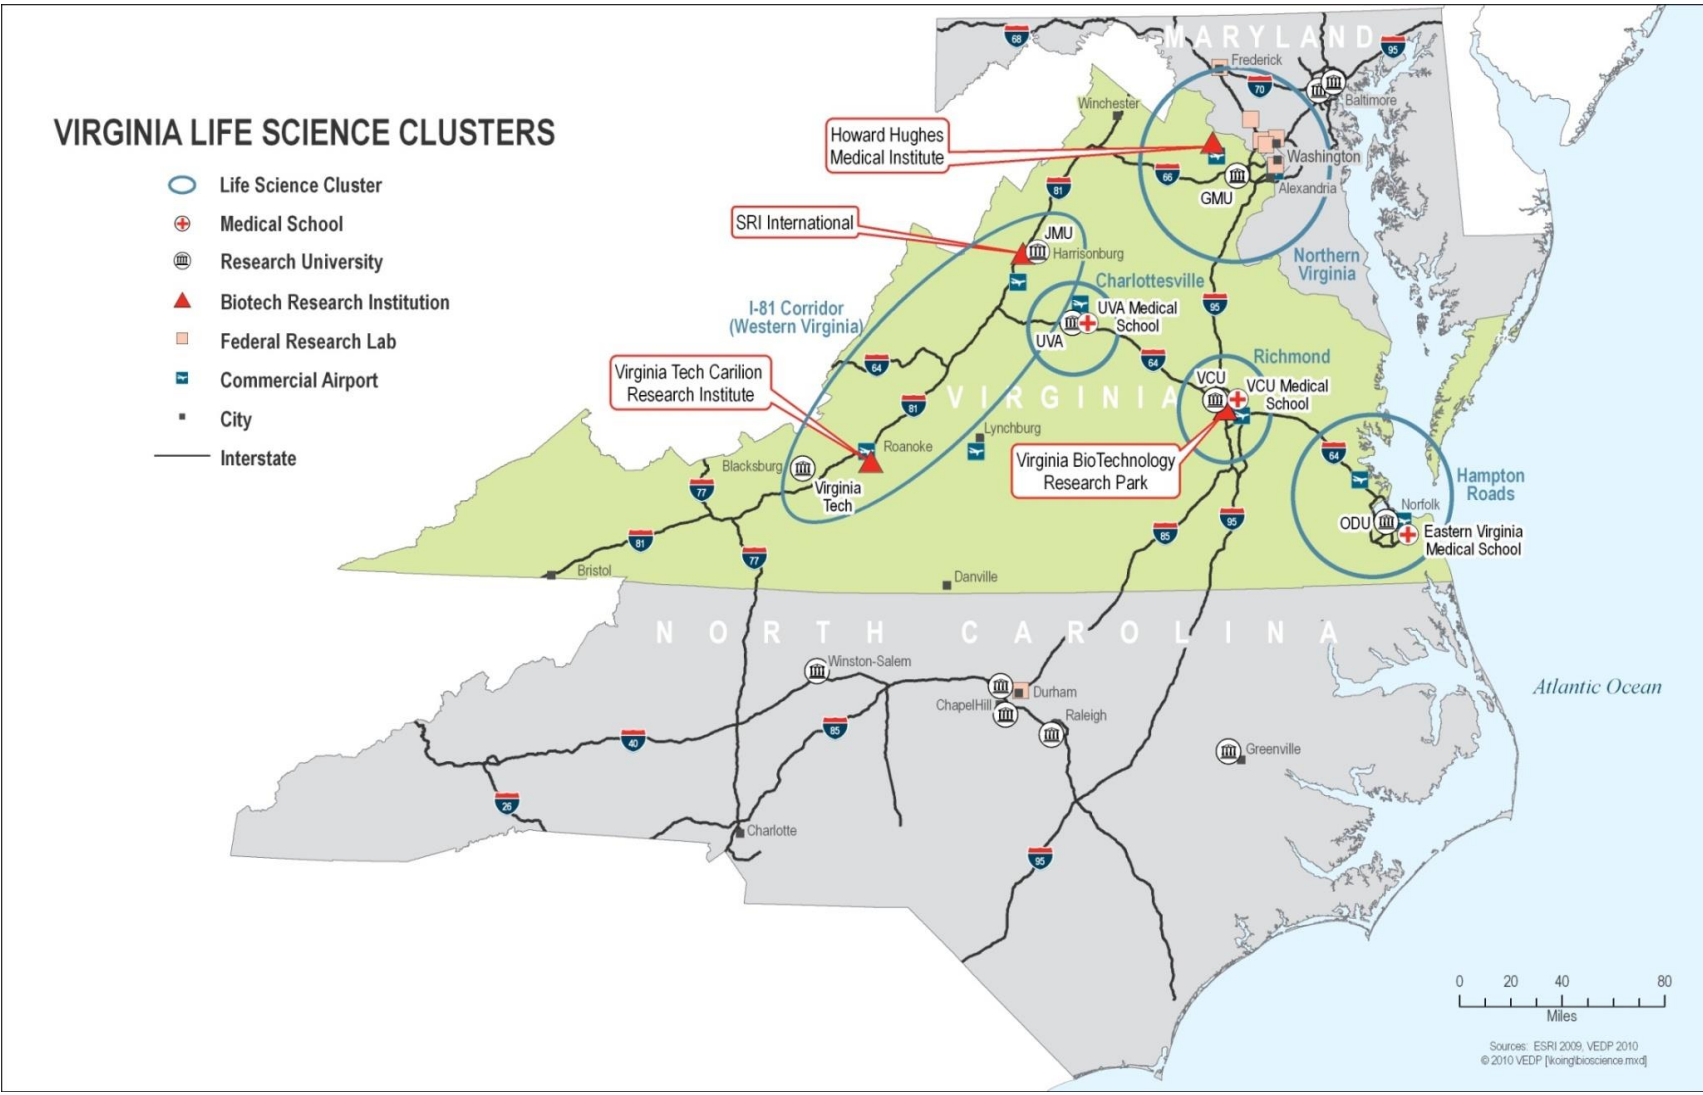 VIRGINIA LIFE SCIENCE CLUSTERS
Life Science Cluster
Medical School
Research University
Biotech Research Institution
Federal Research Lab
Commercial Airport
City
Interstate
MARYLAND
68
95
Frederick
70
Baltimore
Winchester
Howard Hughes
Medical Institute
Washington
66
Alexandria
GMU
81
SRI International
JMU
Harrisonburg
Northern
Virginia
Charlottesville
I-81 Corridor
(Western Virginia)
UVA Medical
School
UVA
95
64
64
Richmond
Virginia Tech Carilion
Research Institute
VCU
VCU Medical
School
VIRGINIA
81
Lynchburg
Roanoke
Blacksburg
Virginia
Tech
Virginia BioTechnology
Research Park
64
Hampton
Roads
77
Norfolk
ODU
Eastern Virginia
Medical School
95
85
81
77
Bristol
Danville
NORTH CAROLINA
Winston-Salem
Durham
ChapelHill
Raleigh
Atlantic Ocean
40
85
Greenville
26
Charlotte
95
0 20 40 80
Miles
Sources: ESRI 2009, VEDP 2010
© 2010 VEDP [\koing\bioscience.mxd]